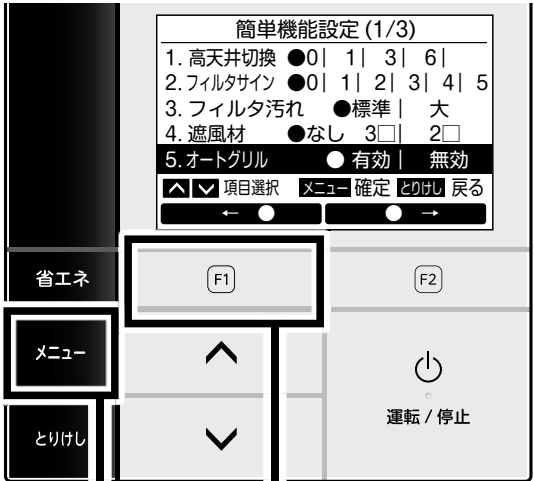 簡単機能設定 (1/3)
1. 高天井切換 ●0| 1| 3| 6|
2. フィルタサイン ●0| 1| 2| 3| 4| 5
3. フィルタ汚れ ●標準| 大
4. 遮風材 ●なし 3□| 2□
5. オートグリル ● 有効| 無効
∧ ∨ 項目選択 メニュー 確定 とりけし 戻る
← ● ● →
省エネ F1 F2
メニュー
運転 / 停止
とりけし